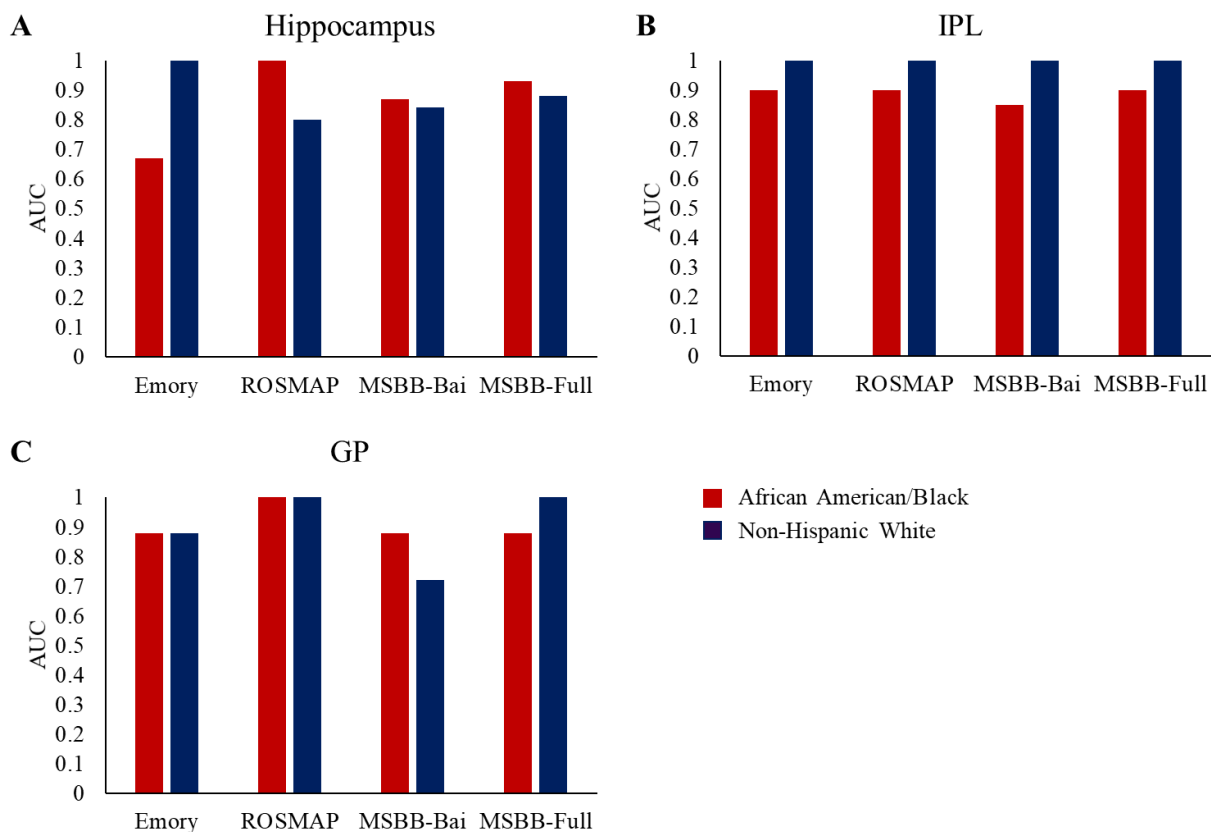 A
Hippocampus
1
0.9
0.8
0.7
0.6
0.5
0.4
0.3
0.2
0.1
0
AUC
Emory ROSMAP MSBB-Bai MSBB-Full
B
IPL
1
0.9
0.8
0.7
0.6
0.5
0.4
0.3
0.2
0.1
0
AUC
Emory ROSMAP MSBB-Bai MSBB-Full
C
GP
1
0.9
0.8
0.7
0.6
0.5
0.4
0.3
0.2
0.1
0
AUC
Emory ROSMAP MSBB-Bai MSBB-Full
African American/Black
Non-Hispanic White